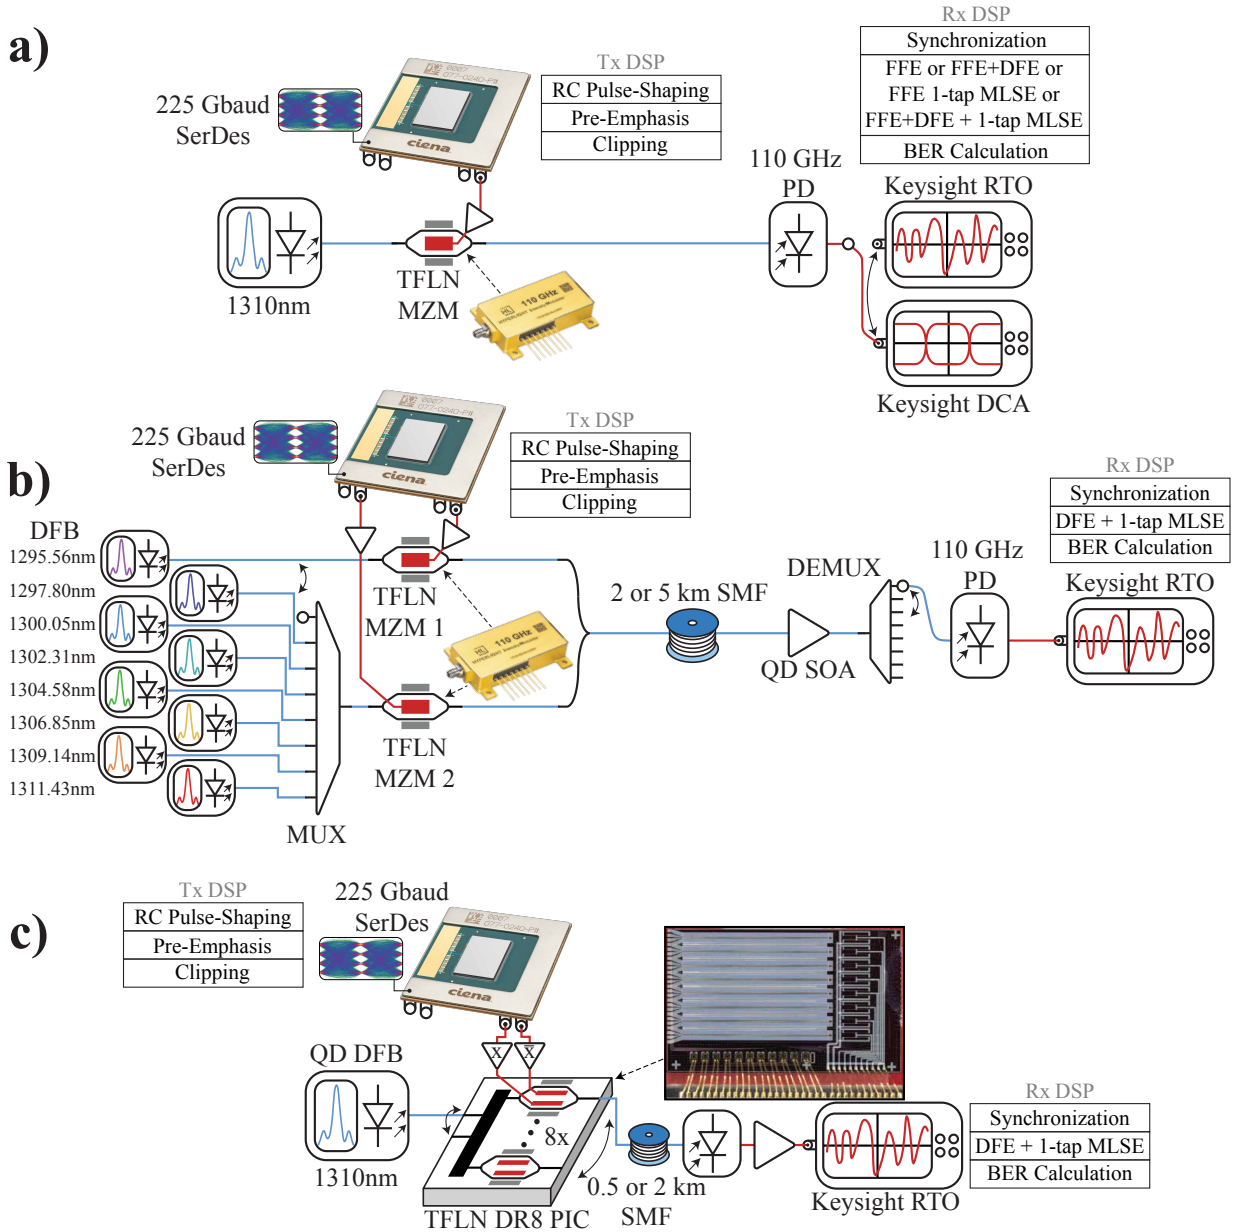 a)
Rx DSP
Synchronization
FFE or FFE+DFE or
FFE 1-tap MLSE or
FFE+DFE + 1-tap MLSE
BER Calculation
Tx DSP
RC Pulse-Shaping
Pre-Emphasis
Clipping
225 Gbaud
SerDes
ciena
110 GHz
PD
Keysight RTO
1310nm
TFLN
MZM
110 GHz
Keysight DCA
b)
225 Gbaud
SerDes
ciena
Tx DSP
RC Pulse-Shaping
Pre-Emphasis
Clipping
Rx DSP
Synchronization
DFE + 1-tap MLSE
BER Calculation
DFB
1295.56nm
1297.80nm
1300.05nm
1302.31nm
1304.58nm
1306.85nm
1309.14nm
1311.43nm
MUX
TFLN
MZM 1
110 GHz
TFLN
MZM 2
2 or 5 km SMF
QD SOA
DEMUX
110 GHz
PD
Keysight RTO
c)
Tx DSP
RC Pulse-Shaping
Pre-Emphasis
Clipping
225 Gbaud
SerDes
ciena
X
X̅
QD DFB
1310nm
8x
TFLN DR8 PIC
0.5 or 2 km
SMF
Keysight RTO
Rx DSP
Synchronization
DFE + 1-tap MLSE
BER Calculation